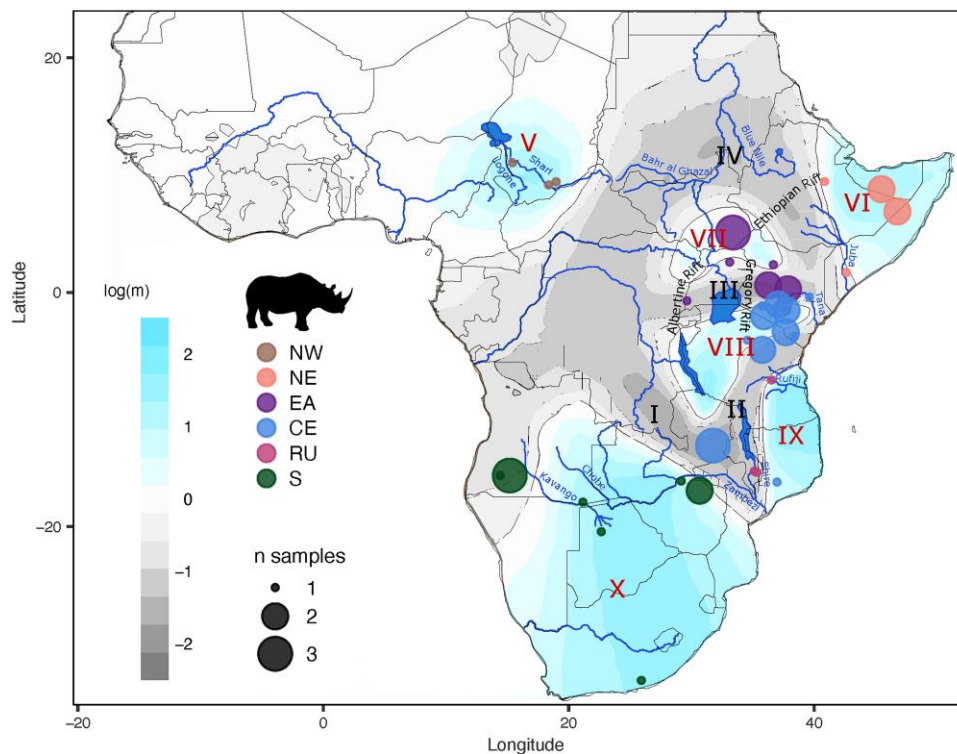 20
0
−20
Latitude
−20
0
20
40
Longitude
log(m)
2
1
0
−1
−2
NW
NE
EA
CE
RU
S
n samples
1
2
3
V
Logone
Shari
IV
Bahr al Ghazal
Blue Nile
Ethiopian Rift
VI
VII
Juba
Albertine Rift
III
Gregory Rift
Tana
VIII
Rufiji
I
II
IX
Kavango
Chobe
Zambezi
Shire
X